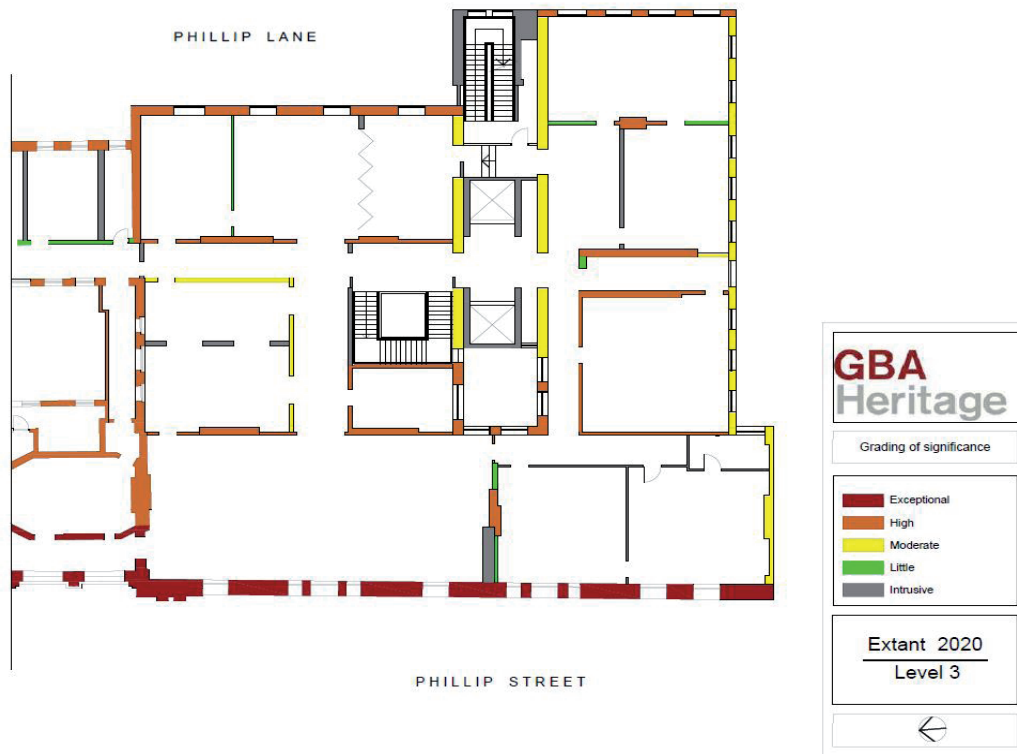 PHILLIP LANE
GBA
Heritage
Grading of significance
Exceptional
High
Moderate
Little
Intrusive
Extant 2020
Level 3
PHILLIP STREET